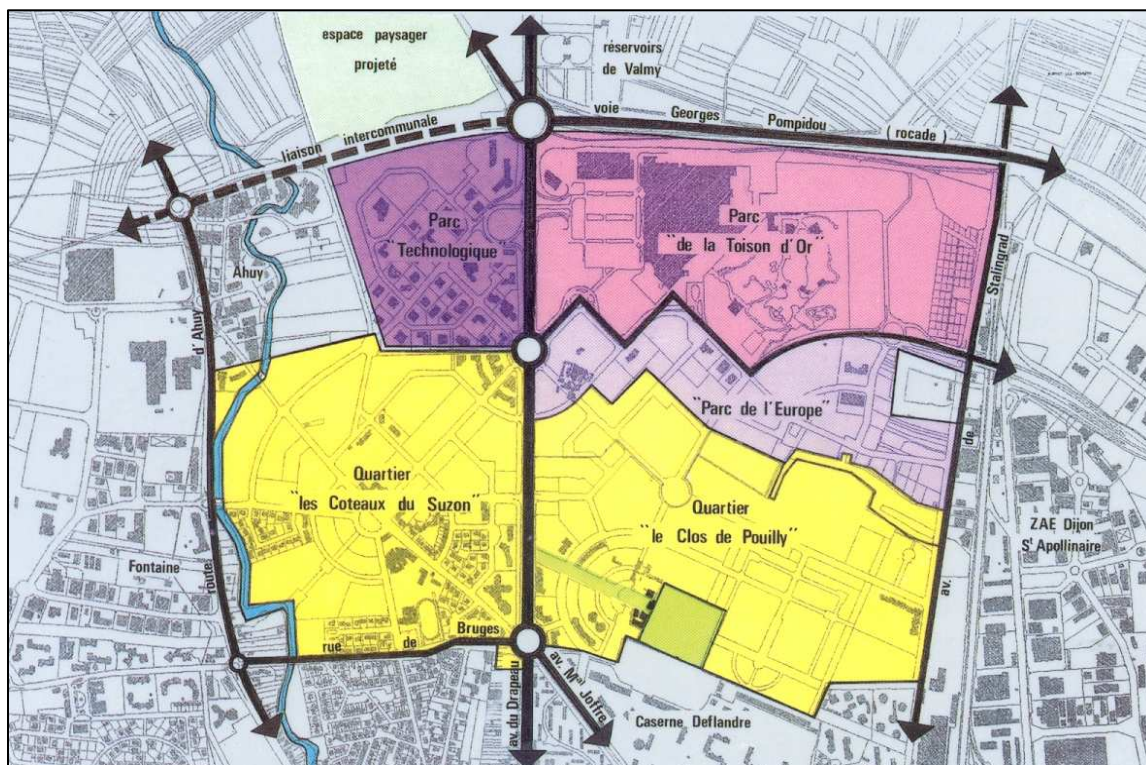 espace paysager
projeté
réservoirs
de Valmy
voie Georges Pompidou (rocade)
liaison intercommunale
Parc
"Technologique"
Parc
"de la Toison d'Or"
Stalingrad
Ahuy
d'Ahuy
"Parc de l'Europe"
de
Quartier
"les Coteaux du Suzon"
Quartier
"le Clos de Pouilly"
ZAE Dijon
St Apollinaire
Fontaine
route
av.
rue de Bruges
av. du Drapeau
av. Mal Joffre
Caserne Deflandre